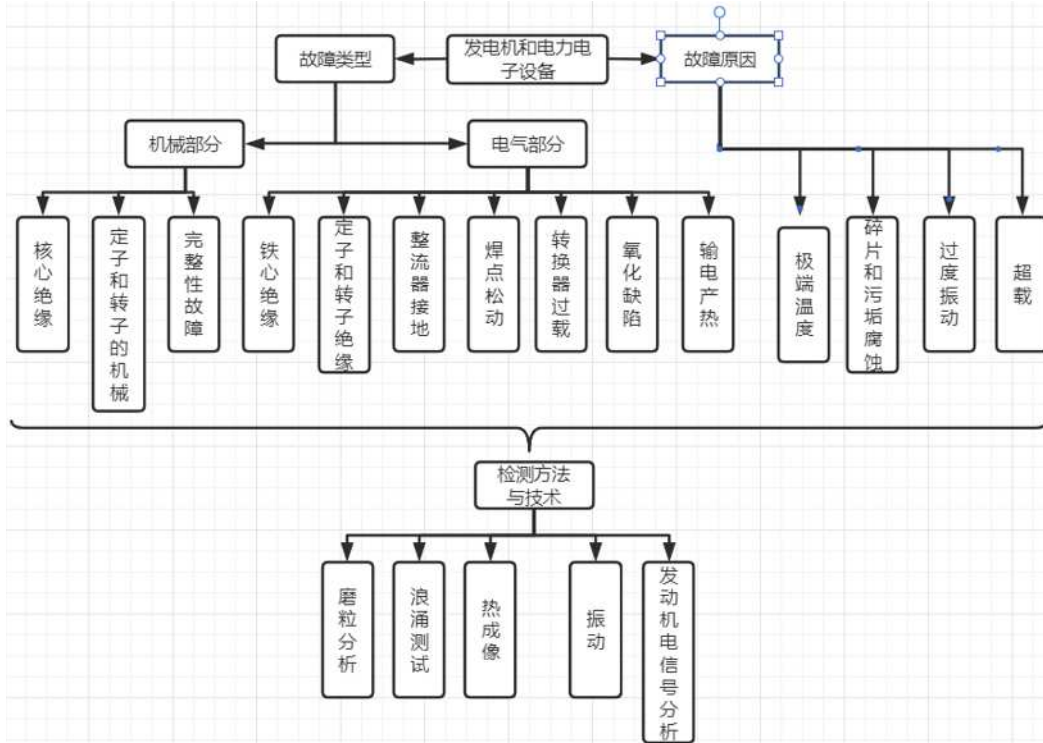 故障类型
发电机和电力电
子设备
故障原因
机械部分
电气部分
核心绝缘
定子和转子的机械
完整性故障
铁心绝缘
定子和转子绝缘
整流器接地
焊点松动
转换器过载
氧化缺陷
输电产热
极端温度
碎片和污垢腐蚀
过度振动
超载
检测方法
与技术
磨粒分析
浪涌测试
热成像
振动
发动机电信号分析